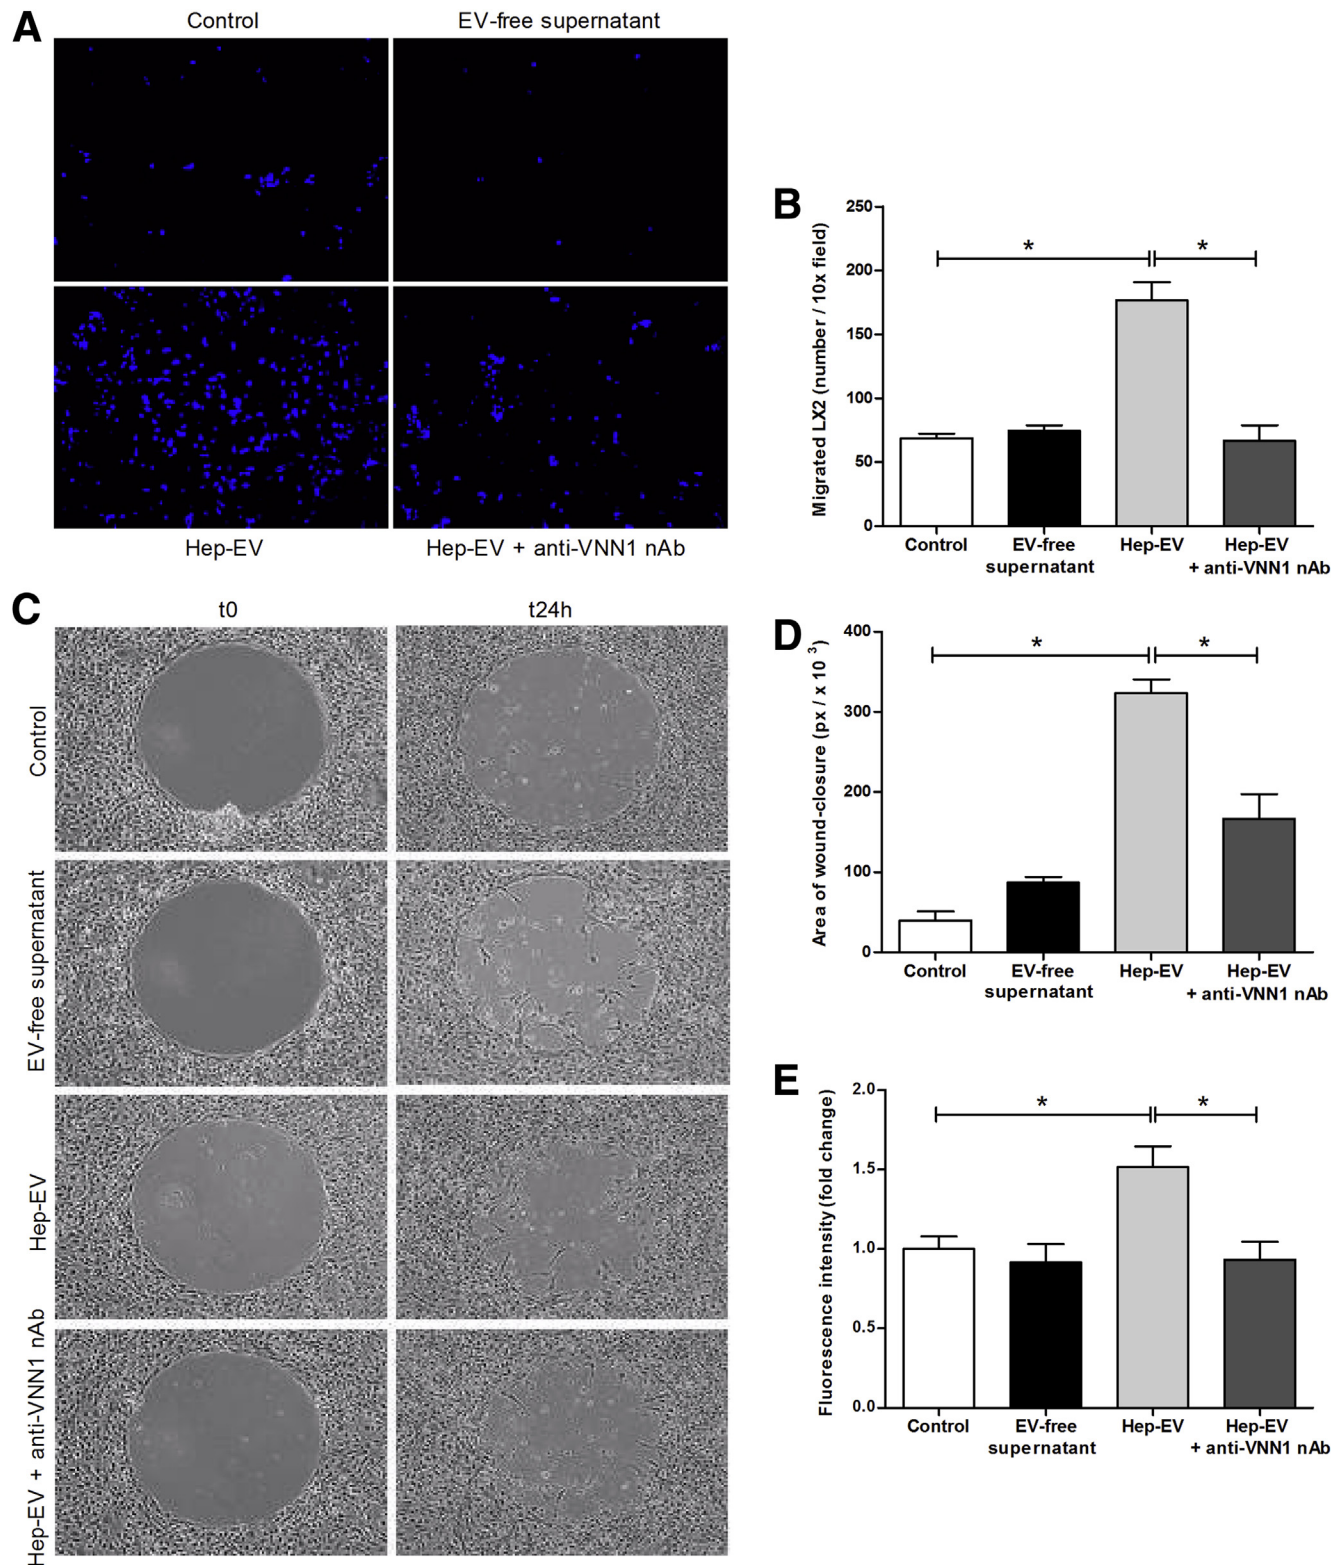 A
Control
EV-free supernatant
Hep-EV
Hep-EV + anti-VNN1 nAb
B
Migrated LX2 (number / 10x field)
250
200
150
100
50
0
*
*
Control
EV-free
supernatant
Hep-EV
Hep-EV
+ anti-VNN1 nAb
C
t0
t24h
Control
EV-free supernatant
Hep-EV
Hep-EV + anti-VNN1 nAb
D
Area of wound-closure (px / x 10³)
400
300
200
100
0
*
*
Control
EV-free
supernatant
Hep-EV
Hep-EV
+ anti-VNN1 nAb
E
Fluorescence intensity (fold change)
2.0
1.5
1.0
0.5
0.0
*
*
Control
EV-free
supernatant
Hep-EV
Hep-EV
+ anti-VNN1 nAb